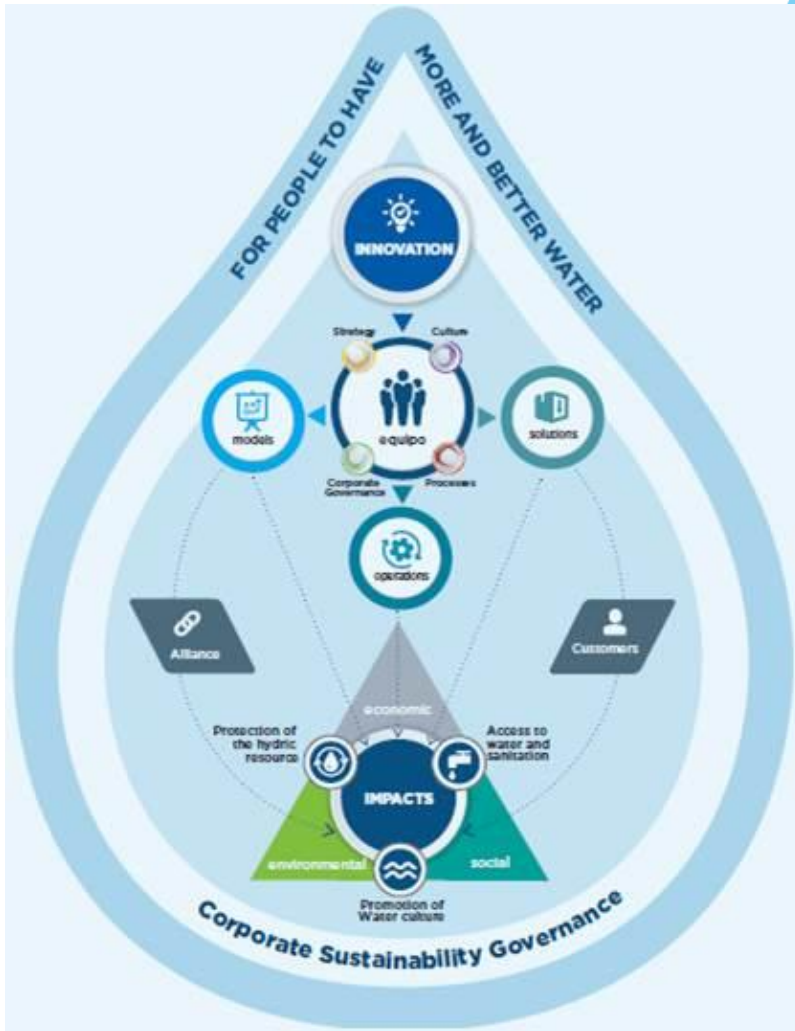 FOR PEOPLE TO HAVE
MORE AND BETTER WATER
INNOVATION
Strategy
Culture
models
equipo
solutions
Corporate
Governance
Processes
operations
Alliance
Customers
economic
Protection of
the hydric
resource
Access to
water and
sanitation
IMPACTS
environmental
social
Promotion of
Water culture
Corporate Sustainability Governance